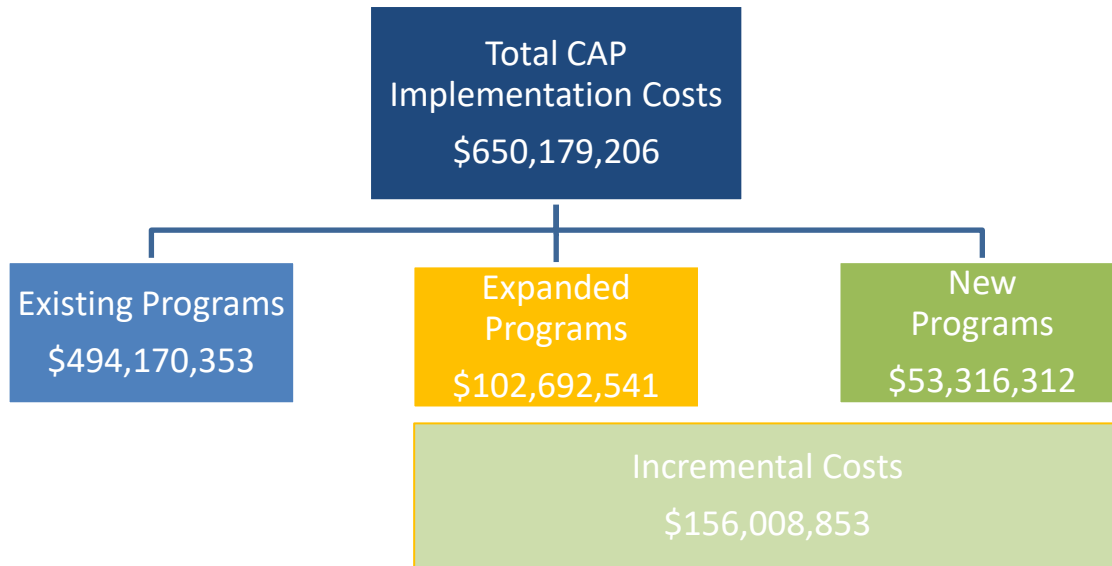 Total CAP
Implementation Costs
$650,179,206
Existing Programs
$494,170,353
Expanded
Programs
$102,692,541
New
Programs
$53,316,312
Incremental Costs
$156,008,853